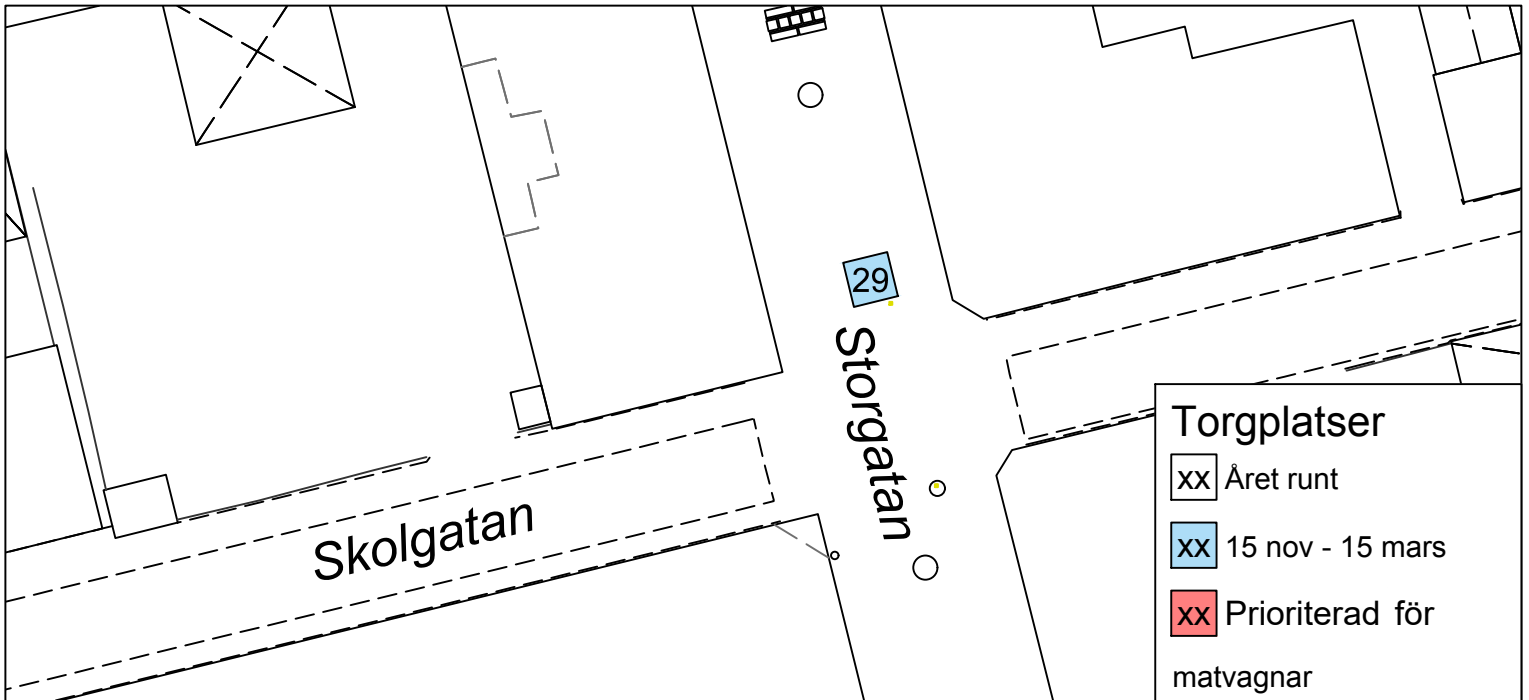 29
Storgatan
Skolgatan
Torgplatser
xx Året runt
xx 15 nov - 15 mars
xx Prioriterad för
matvagnar